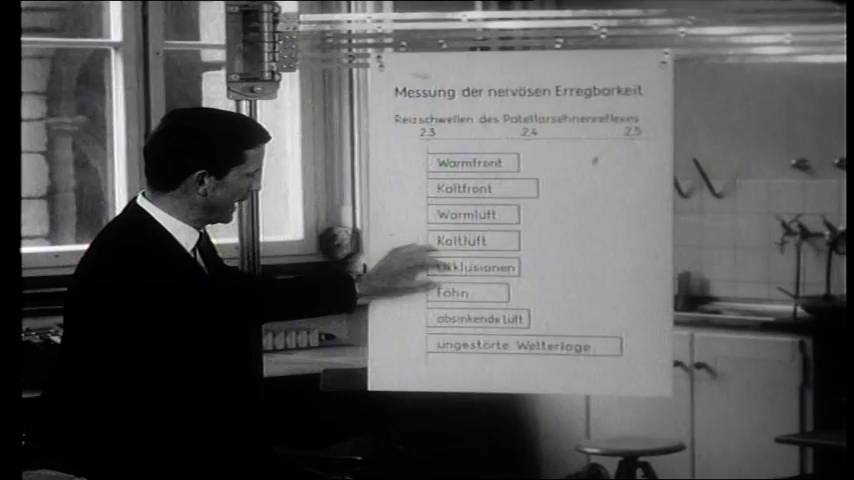 Messung der nervösen Erregbarkeit
Reizschwellen des Patellarsehnenreflexes
2.3 2.4 2.5
Warmfront
Kaltfront
Warmluft
Kaltluft
Okklusionen
Föhn
absinkende Luft
ungestörte Wetterlage